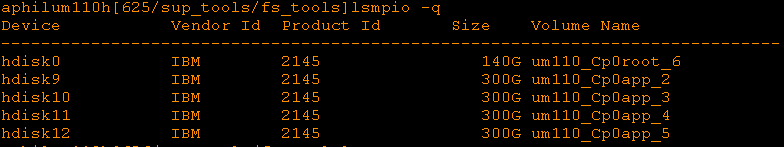 aphilum110h[625/sup_tools/fs_tools]lsmpio -q
Device Vendor Id Product Id Size Volume Name
--------------------------------------------------------------------------------
hdisk0 IBM 2145 140G um110_Cp0root_6
hdisk9 IBM 2145 300G um110_Cp0app_2
hdisk10 IBM 2145 300G um110_Cp0app_3
hdisk11 IBM 2145 300G um110_Cp0app_4
hdisk12 IBM 2145 300G um110_Cp0app_5